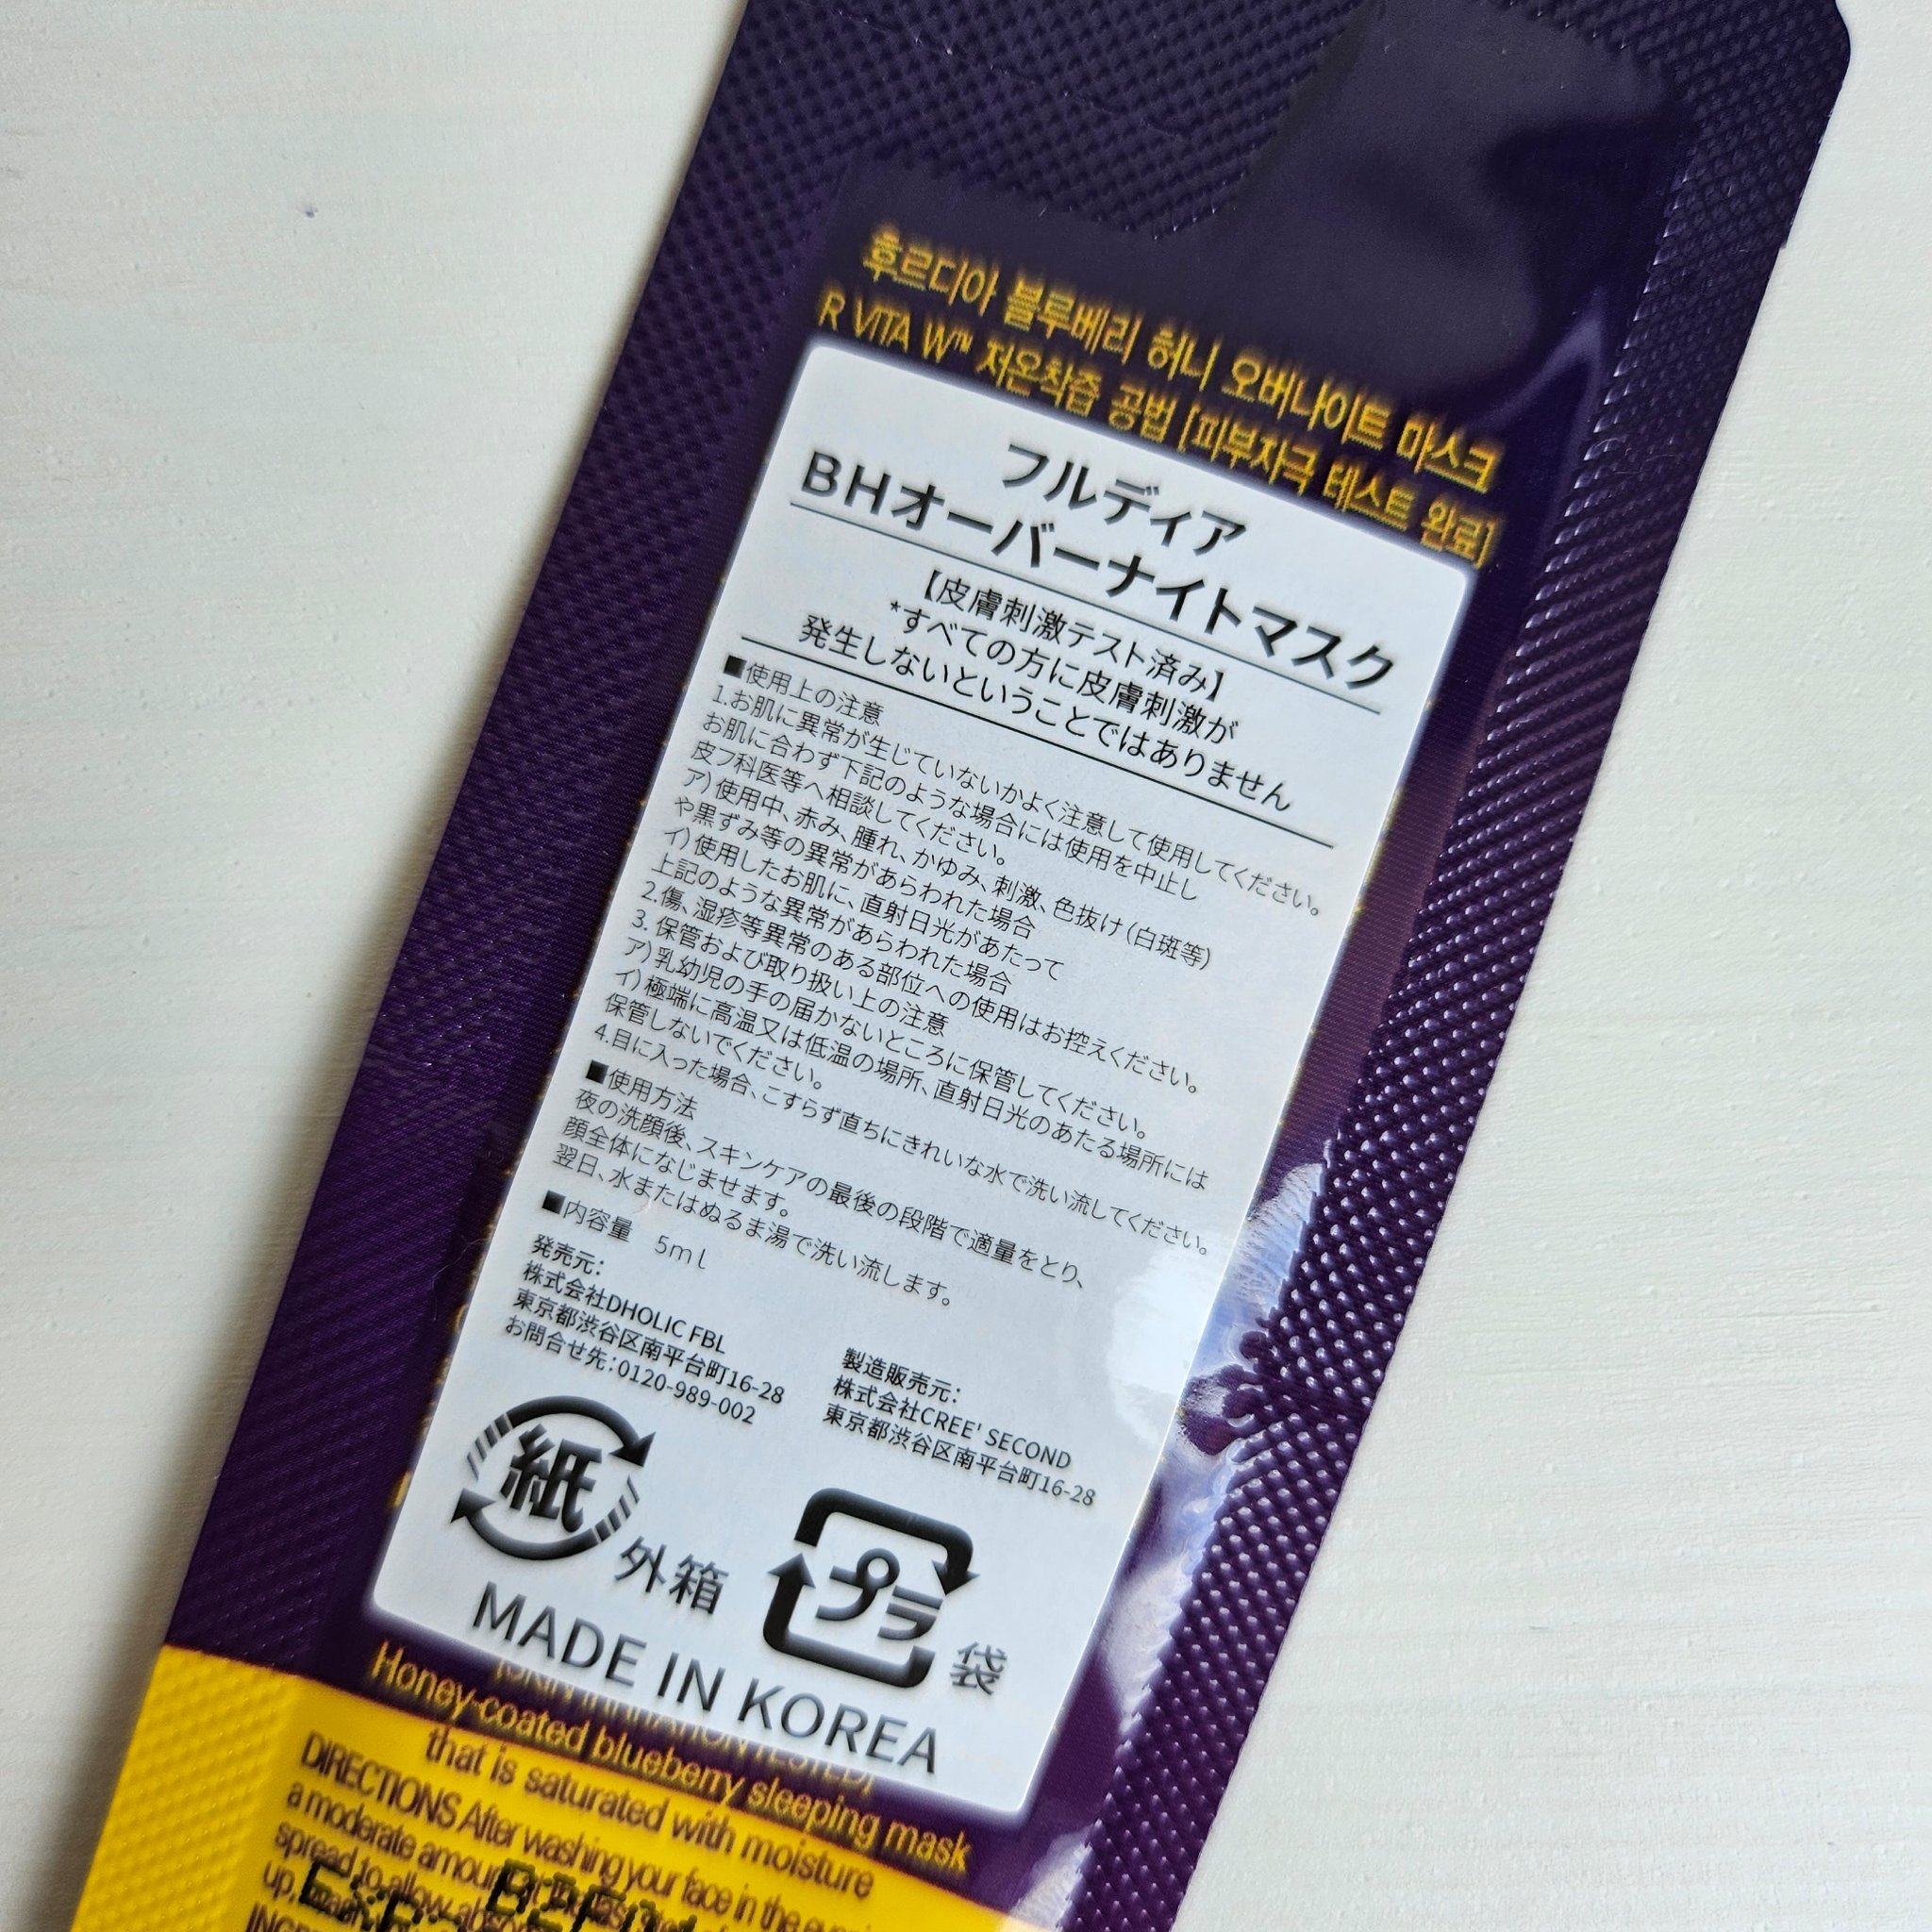 후르디아 블루베리 허니 오버나이트 마스크
R VITA W™ 저온착즙 공법 [피부자극 테스트 완료]
フルディア
BHオーバーナイトマスク
【皮膚刺激テスト済み】
*すべての方に皮膚刺激が
発生しないということではありません
■使用上の注意
1.お肌に異常が生じていないかよく注意して使用してください。
お肌に合わず下記のような場合には使用を中止し
皮フ科医等へ相談してください。
ア)使用中、赤み、腫れ、かゆみ、刺激、色抜け(白斑等)
や黒ずみ等の異常があらわれた場合
イ)使用したお肌に、直射日光があたって
上記のような異常があらわれた場合
2.傷、湿疹等異常のある部位への使用はお控えください。
3. 保管および取り扱い上の注意
ア)乳幼児の手の届かないところに保管してください。
イ)極端に高温又は低温の場所、直射日光のあたる場所には
保管しないでください。
4.目に入った場合、こすらず直ちにきれいな水で洗い流してください。
■使用方法
夜の洗顔後、スキンケアの最後の段階で適量をとり、
顔全体になじませます。
翌日、水またはぬるま湯で洗い流します。
■内容量 5ml
発売元:
株式会社DHOLIC FBL
東京都渋谷区南平台町16-28
お問合せ先:0120-989-002
製造販売元:
株式会社CREE' SECOND
東京都渋谷区南平台町16-28
紙 外箱
プラ 袋
MADE IN KOREA
Honey-coated blueberry sleeping mask
that is saturated with moisture
DIRECTIONS After washing your face in the
a moderate
spread to allow
up,